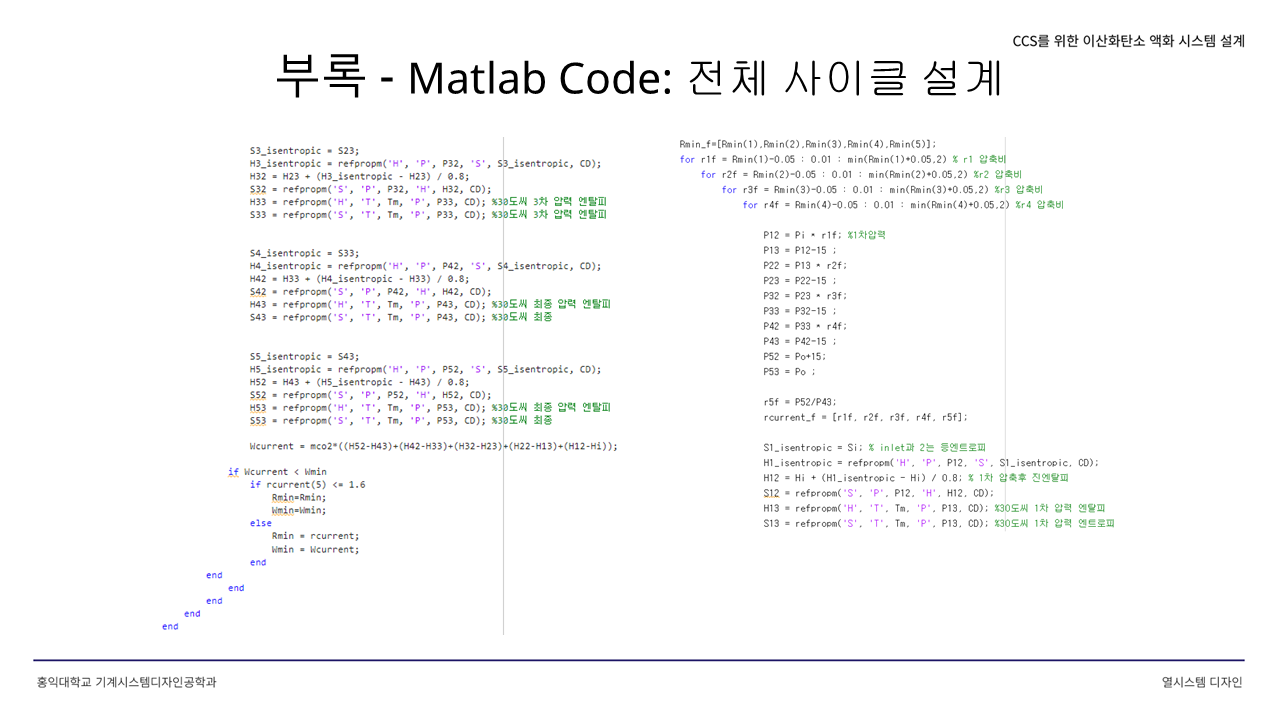 CCS를 위한 이산화탄소 액화 시스템 설계
부록 - Matlab Code: 전체 사이클 설계
S3_isentropic = S23;
H3_isentropic = refpropm('H', 'P', P32, 'S', S3_isentropic, CD);
H32 = H23 + (H3_isentropic - H23) / 0.8;
S32 = refpropm('S', 'P', P32, 'H', H32, CD);
H33 = refpropm('H', 'T', Tm, 'P', P33, CD); %30도씨 3차 압력 엔탈피
S33 = refpropm('S', 'T', Tm, 'P', P33, CD); %30도씨 3차 압력 엔탈피
S4_isentropic = S33;
H4_isentropic = refpropm('H', 'P', P42, 'S', S4_isentropic, CD);
H42 = H33 + (H4_isentropic - H33) / 0.8;
S42 = refpropm('S', 'P', P42, 'H', H42, CD);
H43 = refpropm('H', 'T', Tm, 'P', P43, CD); %30도씨 최종 압력 엔탈피
S43 = refpropm('S', 'T', Tm, 'P', P43, CD); %30도씨 최종
S5_isentropic = S43;
H5_isentropic = refpropm('H', 'P', P52, 'S', S5_isentropic, CD);
H52 = H43 + (H5_isentropic - H43) / 0.8;
S52 = refpropm('S', 'P', P52, 'H', H52, CD);
H53 = refpropm('H', 'T', Tm, 'P', P53, CD); %30도씨 최종 압력 엔탈피
S53 = refpropm('S', 'T', Tm, 'P', P53, CD); %30도씨 최종
Wcurrent = mco2*((H52-H43)+(H42-H33)+(H32-H23)+(H22-H13)+(H12-Hi));
if Wcurrent < Wmin
if rcurrent(5) <= 1.6
Rmin=Rmin;
Wmin=Wmin;
else
Rmin = rcurrent;
Wmin = Wcurrent;
end
end
end
end
end
end
Rmin_f=[Rmin(1),Rmin(2),Rmin(3),Rmin(4),Rmin(5)];
for r1f = Rmin(1)-0.05 : 0.01 : min(Rmin(1)+0.05,2) % r1 압축비
for r2f = Rmin(2)-0.05 : 0.01 : min(Rmin(2)+0.05,2) %r2 압축비
for r3f = Rmin(3)-0.05 : 0.01 : min(Rmin(3)+0.05,2) %r3 압축비
for r4f = Rmin(4)-0.05 : 0.01 : min(Rmin(4)+0.05,2) %r4 압축비
P12 = Pi * r1f; %1차압력
P13 = P12-15 ;
P22 = P13 * r2f;
P23 = P22-15 ;
P32 = P23 * r3f;
P33 = P32-15 ;
P42 = P33 * r4f;
P43 = P42-15 ;
P52 = Po+15;
P53 = Po ;
r5f = P52/P43;
rcurrent_f = [r1f, r2f, r3f, r4f, r5f];
S1_isentropic = Si; % inlet과 2는 등엔트로피
H1_isentropic = refpropm('H', 'P', P12, 'S', S1_isentropic, CD);
H12 = Hi + (H1_isentropic - Hi) / 0.8; % 1차 압축후 진엔탈피
S12 = refpropm('S', 'P', P12, 'H', H12, CD);
H13 = refpropm('H', 'T', Tm, 'P', P13, CD); %30도씨 1차 압력 엔탈피
S13 = refpropm('S', 'T', Tm, 'P', P13, CD); %30도씨 1차 압력 엔트로피
홍익대학교 기계시스템디자인공학과
열시스템 디자인